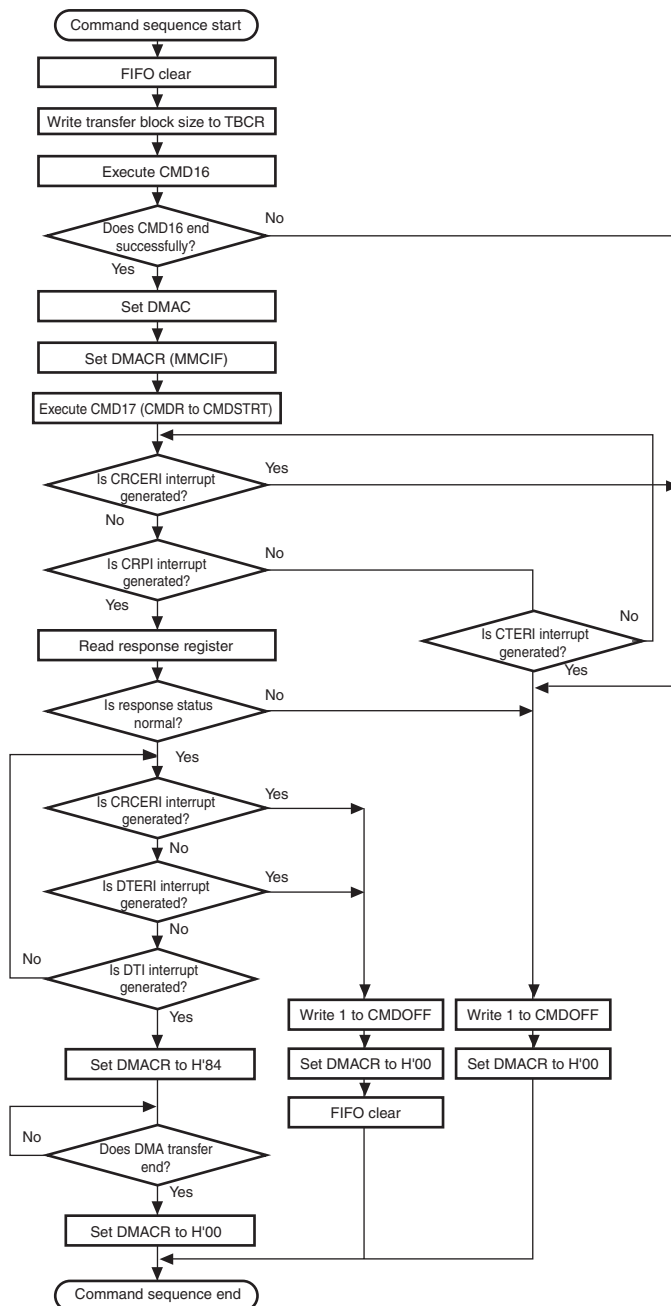 Command sequence start
FIFO clear
Write transfer block size to TBCR
Execute CMD16
No
Does CMD16 end
successfully?
Yes
Set DMAC
Set DMACR (MMCIF)
Execute CMD17 (CMDR to CMDSTRT)
Is CRCERI interrupt
generated?
Yes
No
Is CRPI interrupt
generated?
No
Yes
Read response register
Is CTERI interrupt
generated?
No
Yes
Is response status
normal?
No
Yes
Is CRCERI interrupt
generated?
Yes
No
Is DTERI interrupt
generated?
Yes
No
Is DTI interrupt
generated?
No
Yes
Write 1 to CMDOFF
Write 1 to CMDOFF
Set DMACR to H'84
Set DMACR to H'00
Set DMACR to H'00
FIFO clear
No
Does DMA transfer
end?
Yes
Set DMACR to H'00
Command sequence end